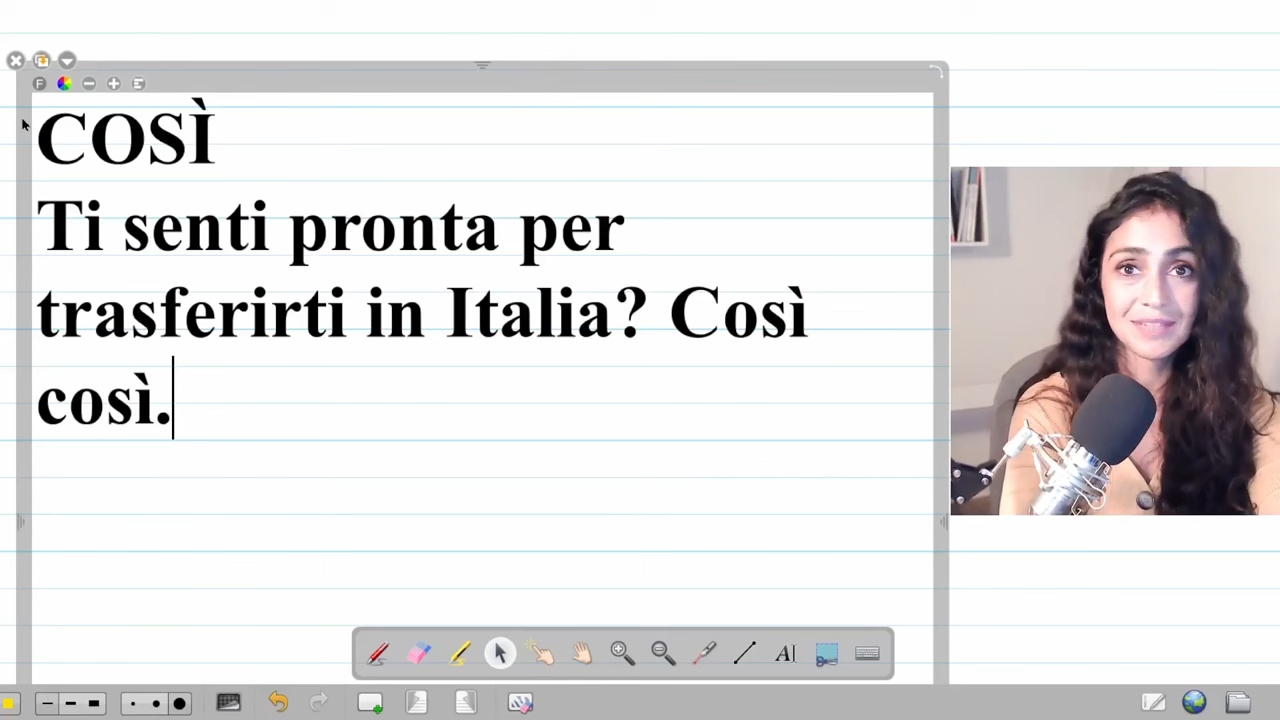 COSÌ
Ti senti pronta per
trasferirti in Italia? Così
così.